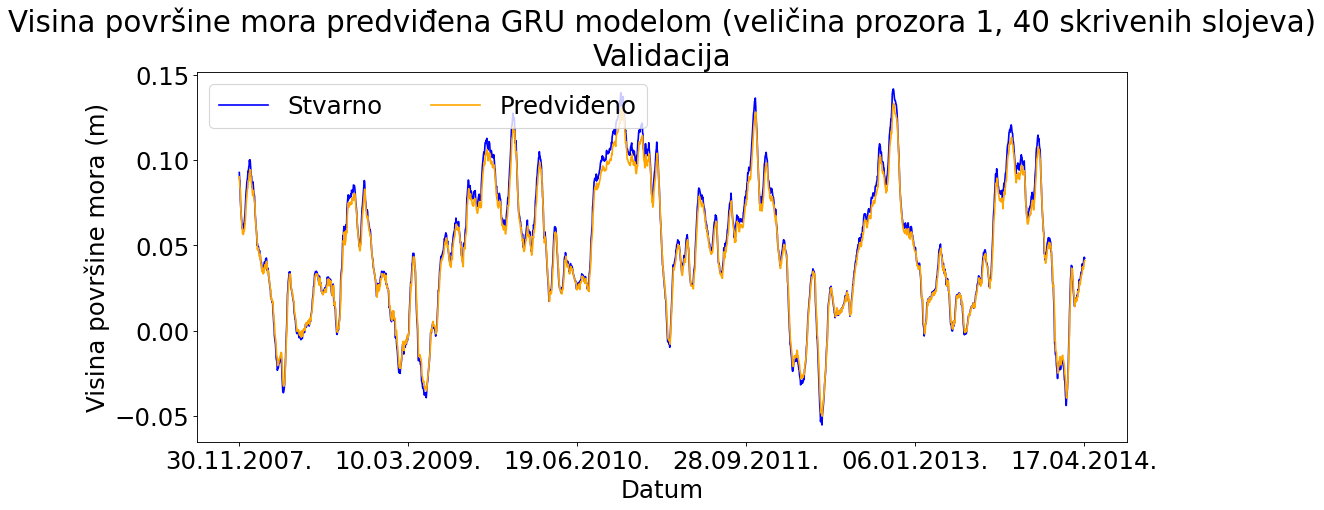 Visina površine mora predviđena GRU modelom (veličina prozora 1, 40 skrivenih slojeva)
Validacija
Stvarno Predviđeno
Visina površine mora (m)
0.15
0.10
0.05
0.00
−0.05
30.11.2007. 10.03.2009. 19.06.2010. 28.09.2011. 06.01.2013. 17.04.2014.
Datum